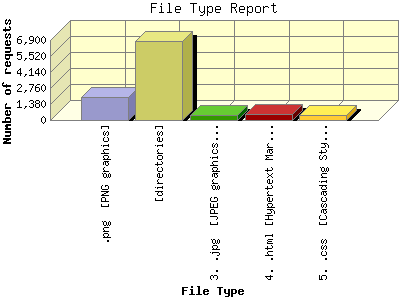 File Type Report
Number of requests
6,900
5,520
4,140
2,760
1,380
0
.png [PNG graphics]
[directories]
3. .jpg [JPEG graphics...
4. .html [Hypertext Mar...
5. .css [Cascading Sty...
File Type